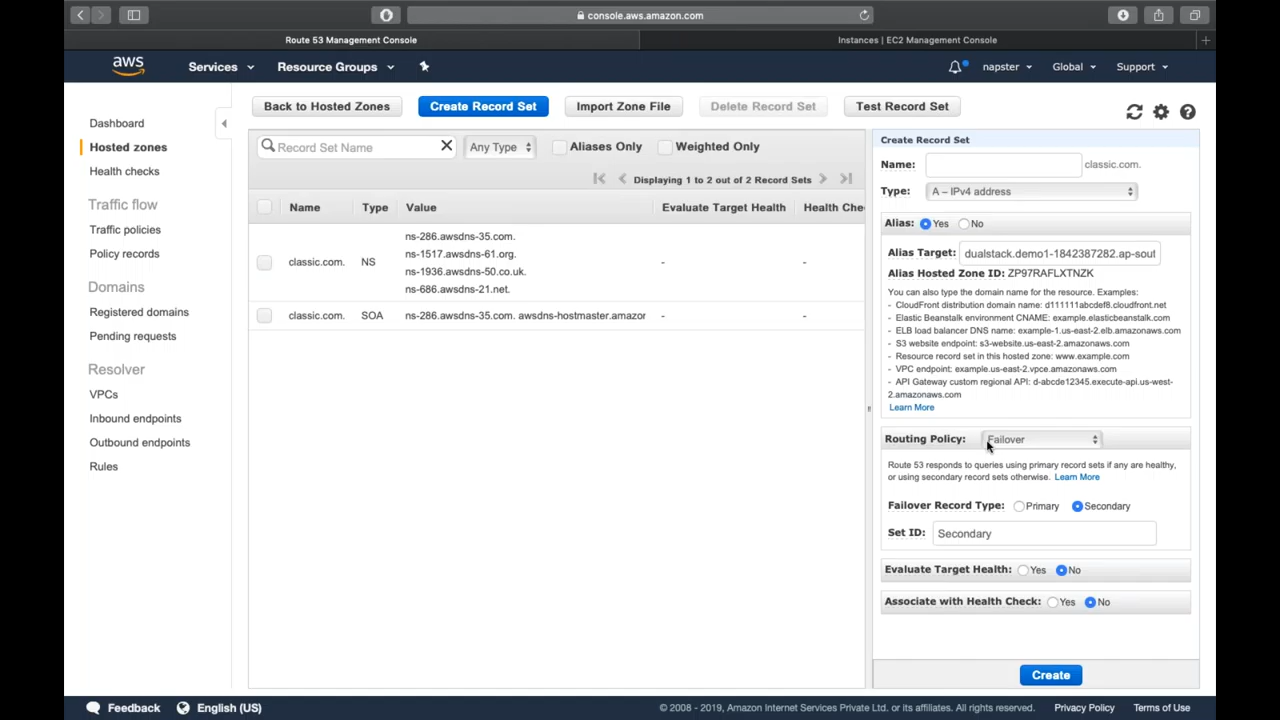 console.aws.amazon.com
Route 53 Management Console
Instances | EC2 Management Console
aws
Services
Resource Groups
napster
Global
Support
Dashboard
Hosted zones
Health checks
Traffic flow
Traffic policies
Policy records
Domains
Registered domains
Pending requests
Resolver
VPCs
Inbound endpoints
Outbound endpoints
Rules
Back to Hosted Zones
Create Record Set
Import Zone File
Delete Record Set
Test Record Set
Record Set Name
Any Type
Aliases Only
Weighted Only
Displaying 1 to 2 out of 2 Record Sets
Name Type Value Evaluate Target Health Health Che
classic.com. NS
ns-286.awsdns-35.com.
ns-1517.awsdns-61.org.
ns-1936.awsdns-50.co.uk.
ns-686.awsdns-21.net.
- -
classic.com. SOA ns-286.awsdns-35.com. awsdns-hostmaster.amazor - -
Create Record Set
Name: classic.com.
Type: A – IPv4 address
Alias: Yes No
Alias Target: dualstack.demo1-1842387282.ap-sout
Alias Hosted Zone ID: ZP97RAFLXTNZK
You can also type the domain name for the resource. Examples:
- CloudFront distribution domain name: d111111abcdef8.cloudfront.net
- Elastic Beanstalk environment CNAME: example.elasticbeanstalk.com
- ELB load balancer DNS name: example-1.us-east-2.elb.amazonaws.com
- S3 website endpoint: s3-website.us-east-2.amazonaws.com
- Resource record set in this hosted zone: www.example.com
- VPC endpoint: example.us-east-2.vpce.amazonaws.com
- API Gateway custom regional API: d-abcde12345.execute-api.us-west-
2.amazonaws.com
Learn More
Routing Policy: Failover
Route 53 responds to queries using primary record sets if any are healthy,
or using secondary record sets otherwise. Learn More
Failover Record Type: Primary Secondary
Set ID: Secondary
Evaluate Target Health: Yes No
Associate with Health Check: Yes No
Create
Feedback
English (US)
© 2008 - 2019, Amazon Internet Services Private Ltd. or its affiliates. All rights reserved.
Privacy Policy
Terms of Use